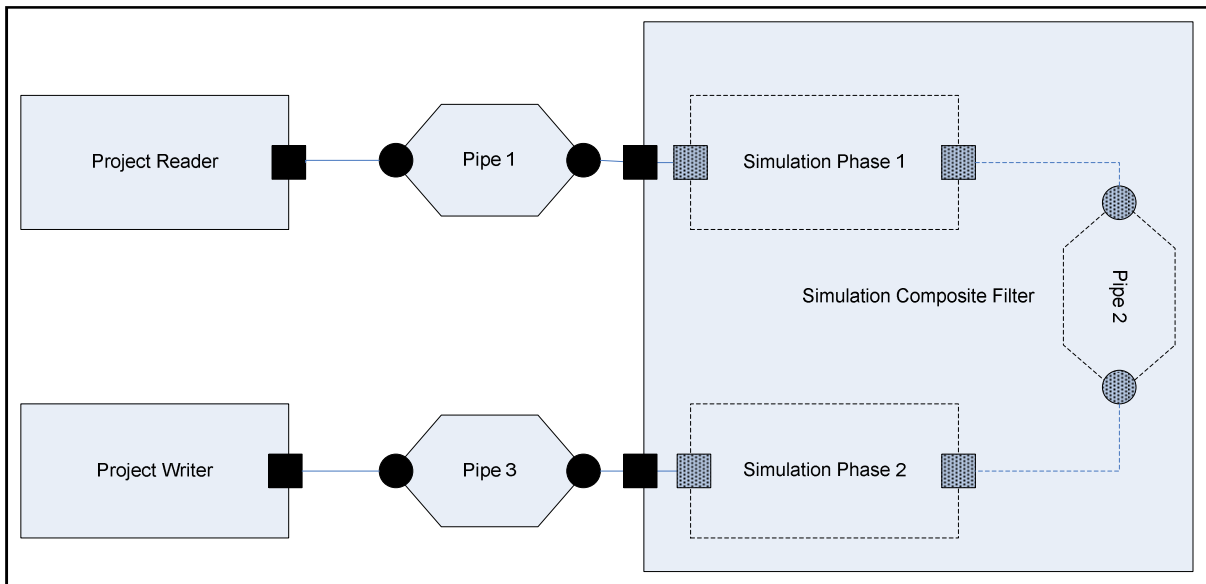 Project Reader
Pipe 1
Simulation Phase 1
Simulation Composite Filter
Pipe 2
Project Writer
Pipe 3
Simulation Phase 2